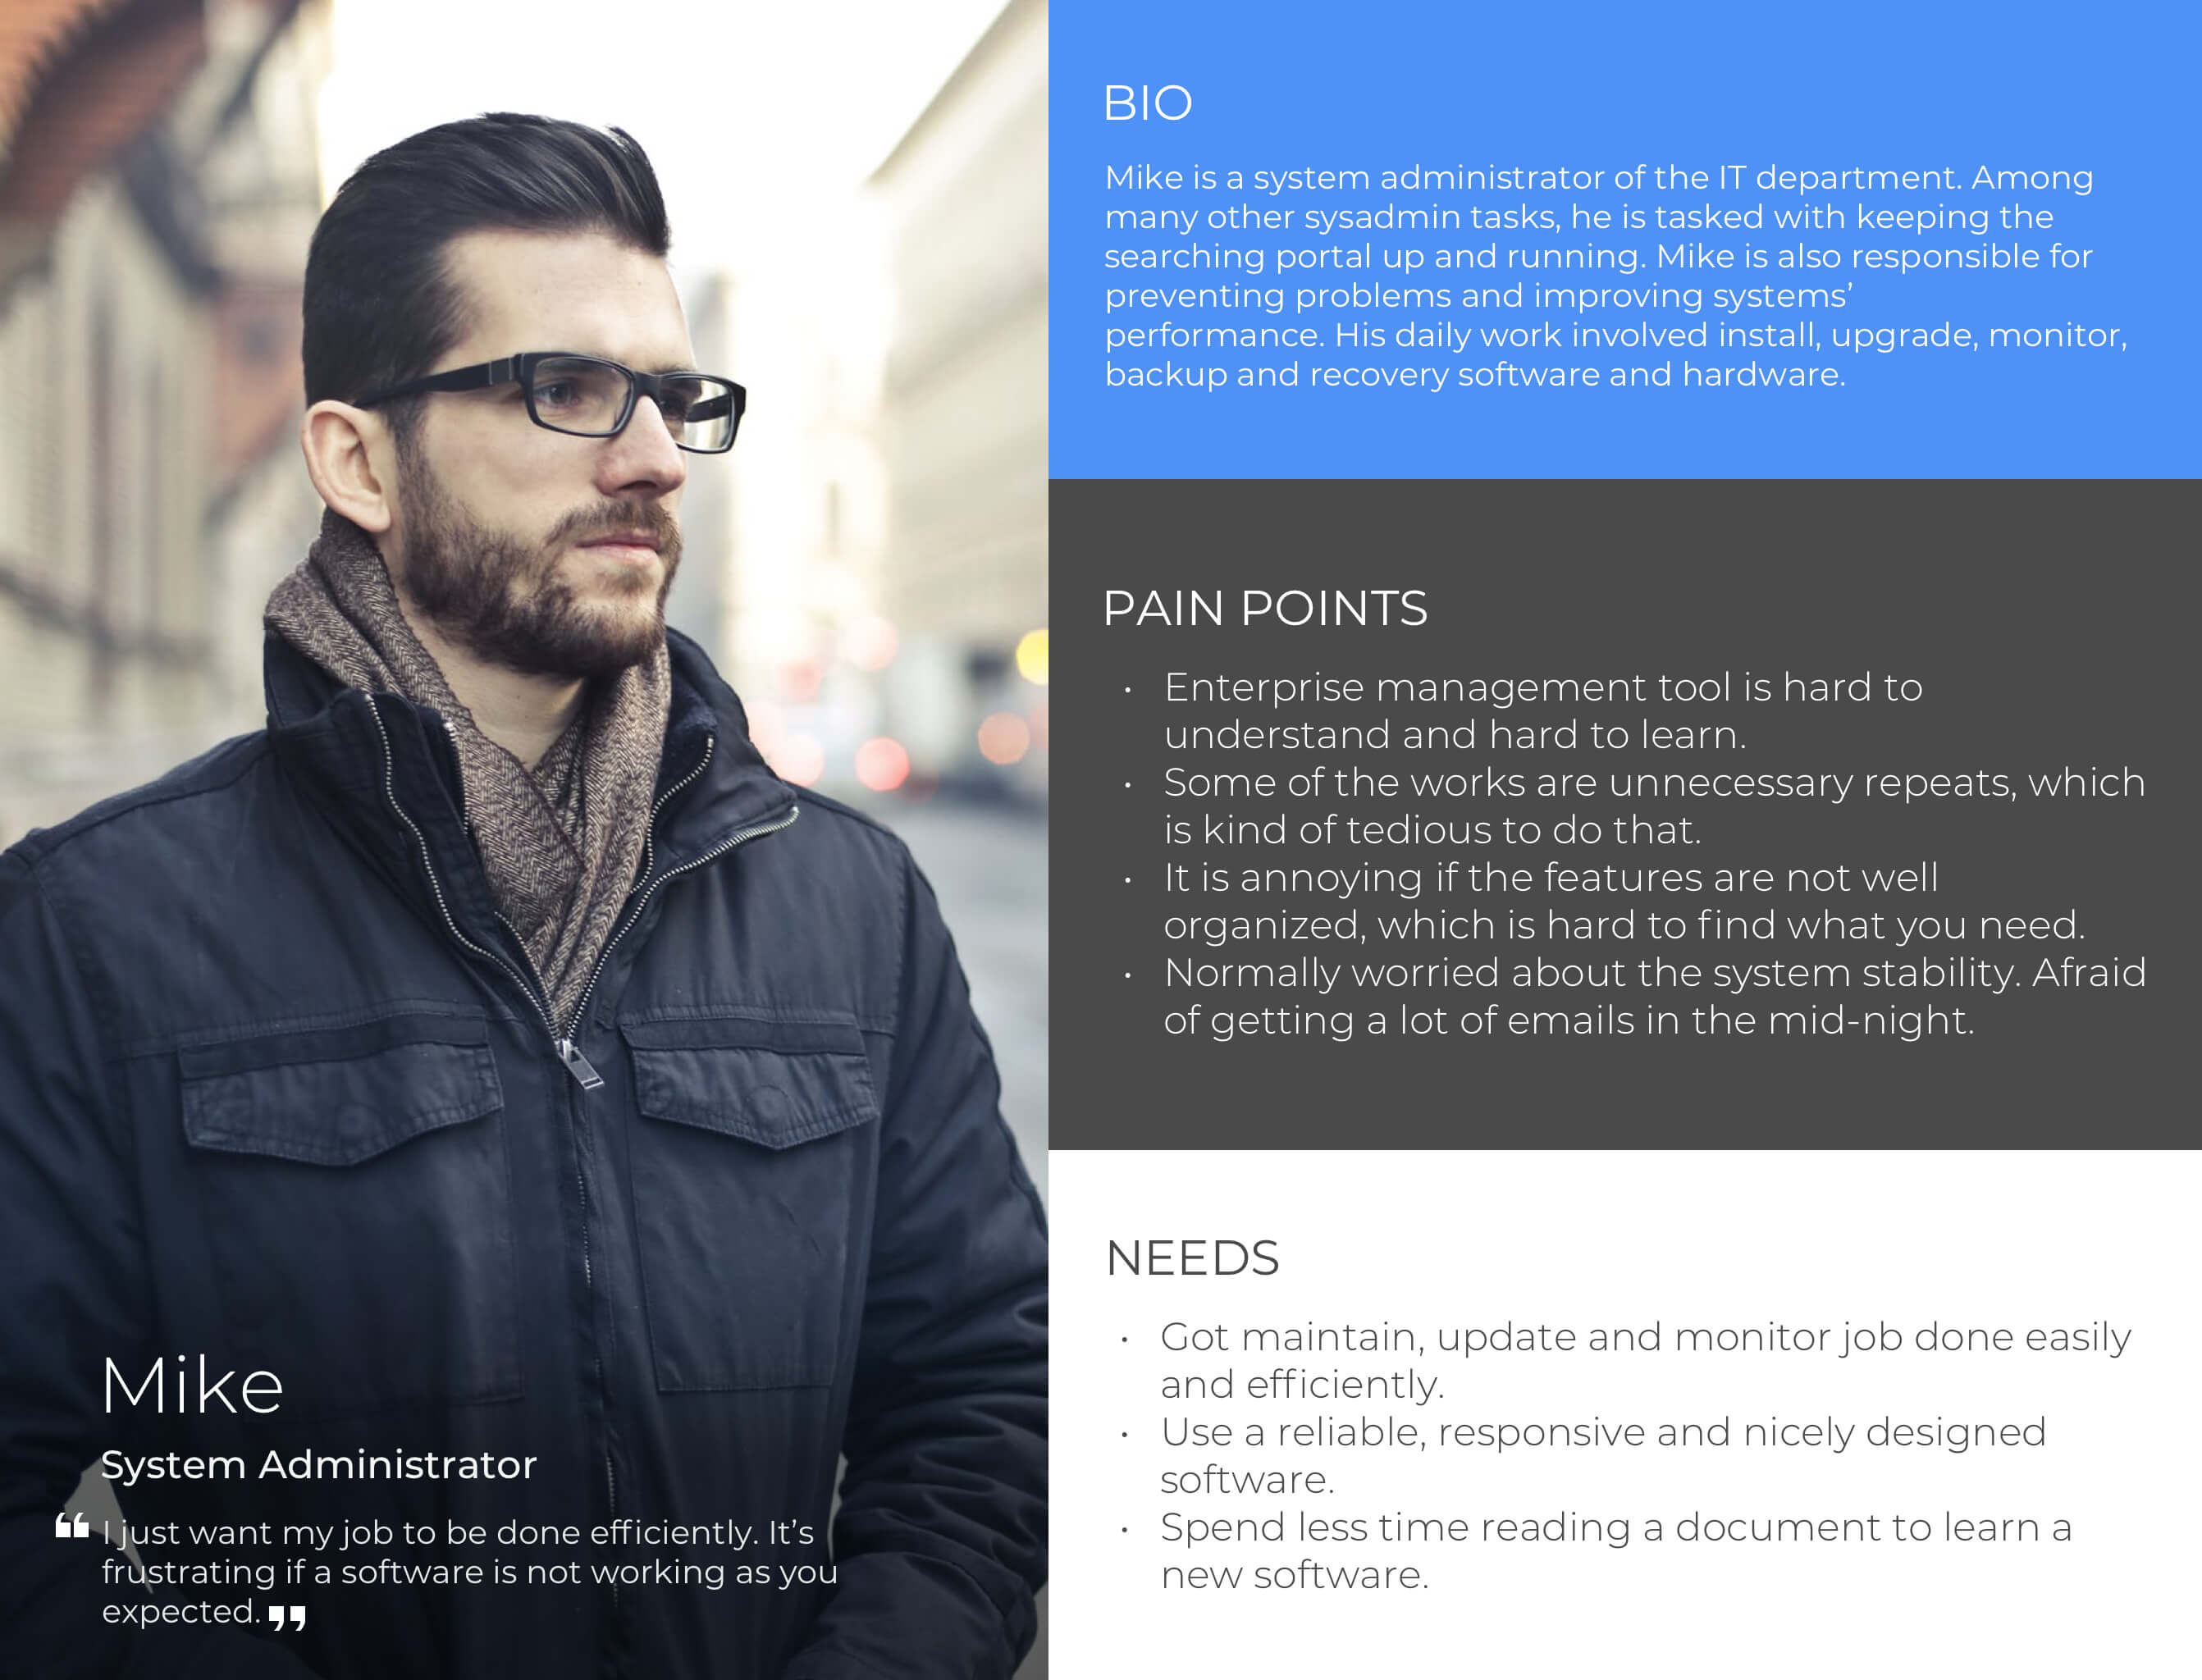 BIO
Mike is a system administrator of the IT department. Among
many other sysadmin tasks, he is tasked with keeping the
searching portal up and running. Mike is also responsible for
preventing problems and improving systems’
performance. His daily work involved install, upgrade, monitor,
backup and recovery software and hardware.
PAIN POINTS
• Enterprise management tool is hard to
understand and hard to learn.
• Some of the works are unnecessary repeats, which
is kind of tedious to do that.
• It is annoying if the features are not well
organized, which is hard to find what you need.
• Normally worried about the system stability. Afraid
of getting a lot of emails in the mid-night.
NEEDS
• Got maintain, update and monitor job done easily
and efficiently.
• Use a reliable, responsive and nicely designed
software.
• Spend less time reading a document to learn a
new software.
Mike
System Administrator
“ I just want my job to be done efficiently. It’s
frustrating if a software is not working as you
expected. ”